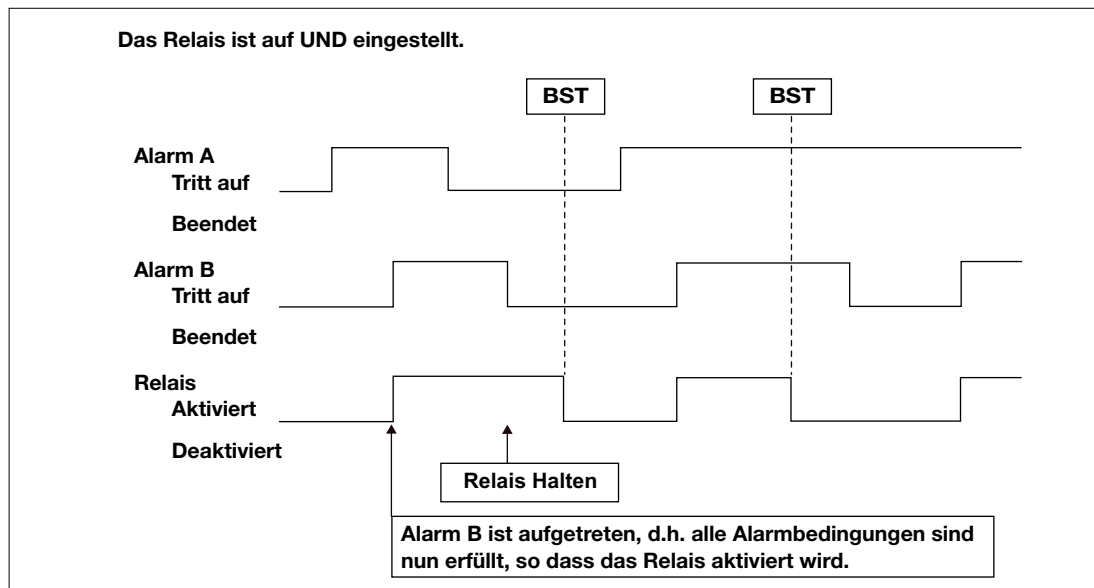 Das Relais ist auf UND eingestellt.
BST
BST
Alarm A
Tritt auf
Beendet
Alarm B
Tritt auf
Beendet
Relais
Aktiviert
Deaktiviert
Relais Halten
Alarm B ist aufgetreten, d.h. alle Alarmbedingungen sind
nun erfüllt, so dass das Relais aktiviert wird.